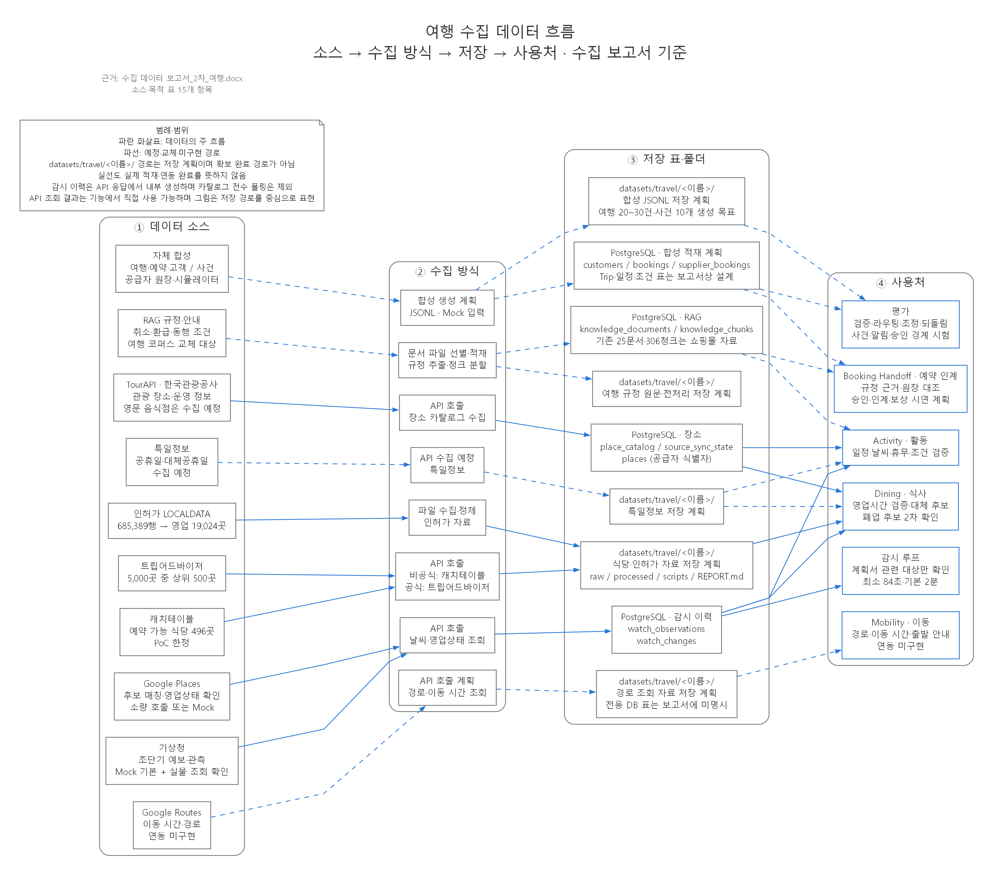 여행 수집 데이터 흐름
소스 → 수집 방식 → 저장 → 사용처 · 수집 보고서 기준
근거: 수집 데이터 보고서_2차_여행.docx
소스·목적 표 15개 항목
범례·범위
파란 화살표: 데이터의 주 흐름
파선: 예정·교체·미구현 경로
datasets/travel/<이름>/ 경로는 저장 계획이며 확보 완료 경로가 아님
실선도 실제 적재·연동 완료를 뜻하지 않음
감시 이력은 API 응답에서 내부 생성하며 카탈로그 전수 폴링은 제외
API 조회 결과는 기능에서 직접 사용 가능하며 그림은 저장 경로를 중심으로 표현
① 데이터 소스
자체 합성
여행·예약·고객 / 사건
공급자 원장·시뮬레이터
RAG 규정·안내
취소·환급·동행 조건
여행 코퍼스 교체 대상
TourAPI · 한국관광공사
관광 장소·운영 정보
영문 음식점은 수집 예정
특일정보
공휴일·대체공휴일
수집 예정
인허가 LOCALDATA
685,389행 → 영업 19,024곳
트립어드바이저
5,000곳 중 상위 500곳
캐치테이블
예약 가능 식당 496곳
PoC 한정
Google Places
후보 매칭·영업상태 확인
소량 호출 또는 Mock
기상청
초단기 예보·관측
Mock 기본 + 실물 조회 확인
Google Routes
이동 시간·경로
연동 미구현
② 수집 방식
합성 생성 계획
JSONL · Mock 입력
문서 파일 선별·적재
규정 추출·청크 분할
API 호출
장소 카탈로그 수집
API 수집 예정
특일정보
파일 수집·정제
인허가 자료
API 호출
비공식: 캐치테이블
공식: 트립어드바이저
API 호출
날씨·영업상태 조회
API 호출 계획
경로·이동 시간 조회
③ 저장 표·폴더
datasets/travel/<이름>/
합성 JSONL 저장 계획
여행 20~30건·사건 10개 생성 목표
PostgreSQL · 합성 적재 계획
customers / bookings / supplier_bookings
Trip·일정·조건 표는 보고서상 설계
PostgreSQL · RAG
knowledge_documents / knowledge_chunks
기존 25문서·306청크는 쇼핑몰 자료
datasets/travel/<이름>/
여행 규정 원문·전처리 저장 계획
PostgreSQL · 장소
place_catalog / source_sync_state
places (공급자 식별자)
datasets/travel/<이름>/
특일정보 저장 계획
datasets/travel/<이름>/
식당·인허가 자료 저장 계획
raw / processed / scripts / REPORT.md
PostgreSQL · 감시 이력
watch_observations
watch_changes
datasets/travel/<이름>/
경로 조회 자료 저장 계획
전용 DB 표는 보고서에 미명시
④ 사용처
평가
검증·라우팅·조정·되돌림
사건·알림·승인 경계 시험
Booking Handoff · 예약 인계
규정 근거·원장 대조
승인·인계·보상 시연 계획
Activity · 활동
일정·날씨·휴무·조건 검증
Dining · 식사
영업시간 검증·대체 후보
폐업 후보 2차 확인
감시 루프
계획서 관련 대상만 확인
최소 84초·기본 2분
Mobility · 이동
경로·이동 시간·출발 안내
연동 미구현